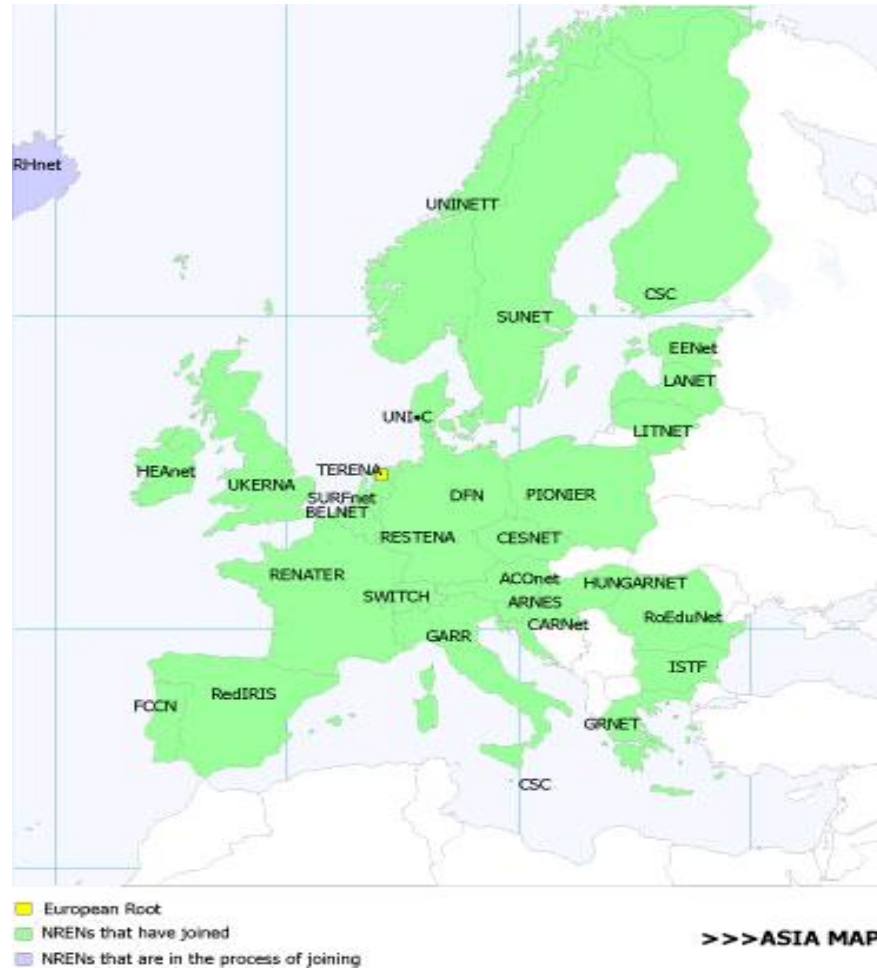 RHnet
UNINETT
CSC
SUNET
EENet
LANET
UNI•C
LITNET
TERENA
HEAnet
UKERNA
SURFnet
DFN
PIONIER
BELNET
RESTENA
CESNET
RENATER
ACOnet
HUNGARNET
SWITCH
ARNES
RoEduNet
CARNet
GARR
ISTF
RedIRIS
FCCN
GRNET
CSC
European Root
NRENs that have joined
>>>ASIA MAP
NRENs that are in the process of joining